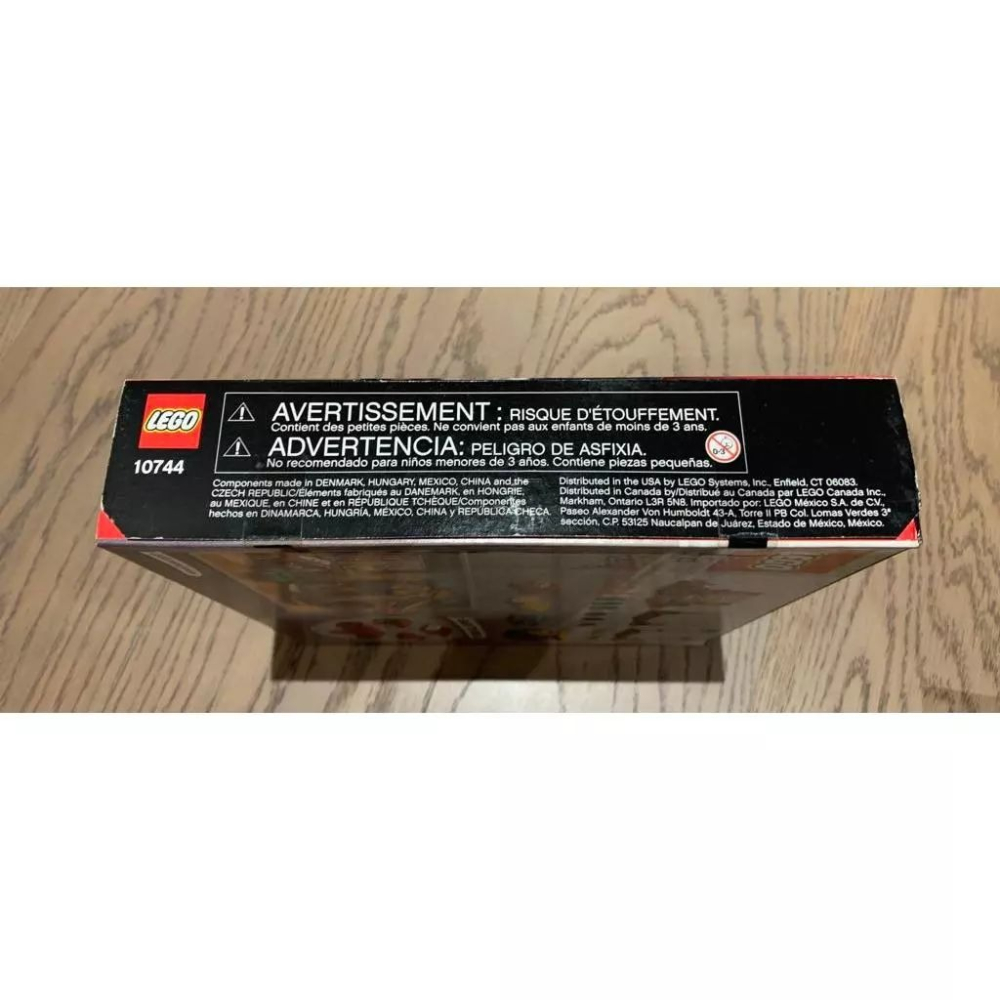 LEGO
10744
AVERTISSEMENT : RISQUE D'ÉTOUFFEMENT.
Contient des petites pièces. Ne convient pas aux enfants de moins de 3 ans.
ADVERTENCIA: PELIGRO DE ASFIXIA.
No recomendado para niños menores de 3 años. Contiene piezas pequeñas.
0-3
Components made in DENMARK, HUNGARY, MEXICO, CHINA and the
CZECH REPUBLIC/Éléments fabriqués au DANEMARK, en HONGRIE,
au MEXIQUE, en CHINE et en RÉPUBLIQUE TCHÈQUE/Componentes
hechos en DINAMARCA, HUNGRÍA, MÉXICO, CHINA y REPÚBLICA CHECA.
Distributed in the USA by LEGO Systems, Inc., Enfield, CT 06083.
Distributed in Canada by/Distribué au Canada par LEGO Canada Inc.,
Markham, Ontario L3R 5N8. Importado por: LEGO México S.A. de C.V.,
Paseo Alexander Von Humboldt 43-A, Torre II PB Col. Lomas Verdes 3ª
sección, C.P. 53125 Naucalpan de Juárez, Estado de México, México.